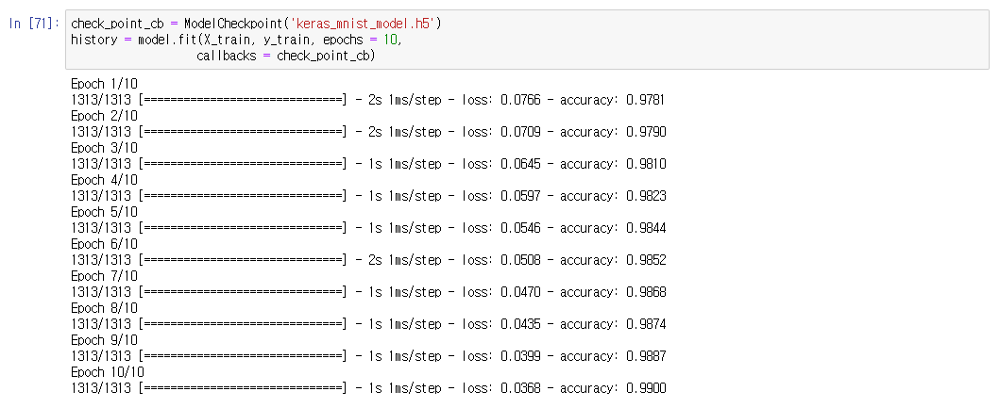 In [71]: check_point_cb = ModelCheckpoint('keras_mnist_model.h5')
history = model.fit(X_train, y_train, epochs = 10,
callbacks = check_point_cb)
Epoch 1/10
1313/1313 [==============================] - 2s 1ms/step - loss: 0.0766 - accuracy: 0.9781
Epoch 2/10
1313/1313 [==============================] - 2s 1ms/step - loss: 0.0709 - accuracy: 0.9790
Epoch 3/10
1313/1313 [==============================] - 1s 1ms/step - loss: 0.0645 - accuracy: 0.9810
Epoch 4/10
1313/1313 [==============================] - 1s 1ms/step - loss: 0.0597 - accuracy: 0.9823
Epoch 5/10
1313/1313 [==============================] - 1s 1ms/step - loss: 0.0546 - accuracy: 0.9844
Epoch 6/10
1313/1313 [==============================] - 2s 1ms/step - loss: 0.0508 - accuracy: 0.9852
Epoch 7/10
1313/1313 [==============================] - 1s 1ms/step - loss: 0.0470 - accuracy: 0.9868
Epoch 8/10
1313/1313 [==============================] - 1s 1ms/step - loss: 0.0435 - accuracy: 0.9874
Epoch 9/10
1313/1313 [==============================] - 1s 1ms/step - loss: 0.0399 - accuracy: 0.9887
Epoch 10/10
1313/1313 [==============================] - 1s 1ms/step - loss: 0.0368 - accuracy: 0.9900